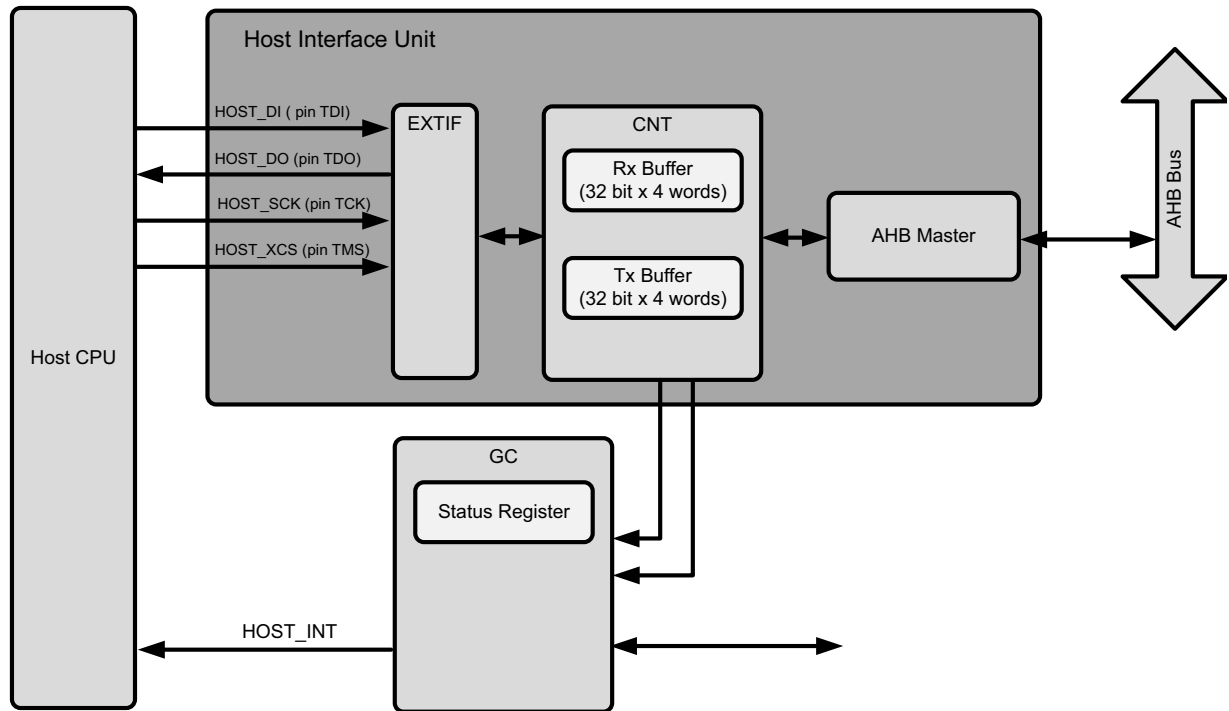 Host Interface Unit
HOST_DI ( pin TDI)
HOST_DO (pin TDO)
HOST_SCK (pin TCK)
HOST_XCS (pin TMS)
EXTIF
CNT
Rx Buffer
(32 bit x 4 words)
Tx Buffer
(32 bit x 4 words)
AHB Master
AHB Bus
Host CPU
GC
Status Register
HOST_INT